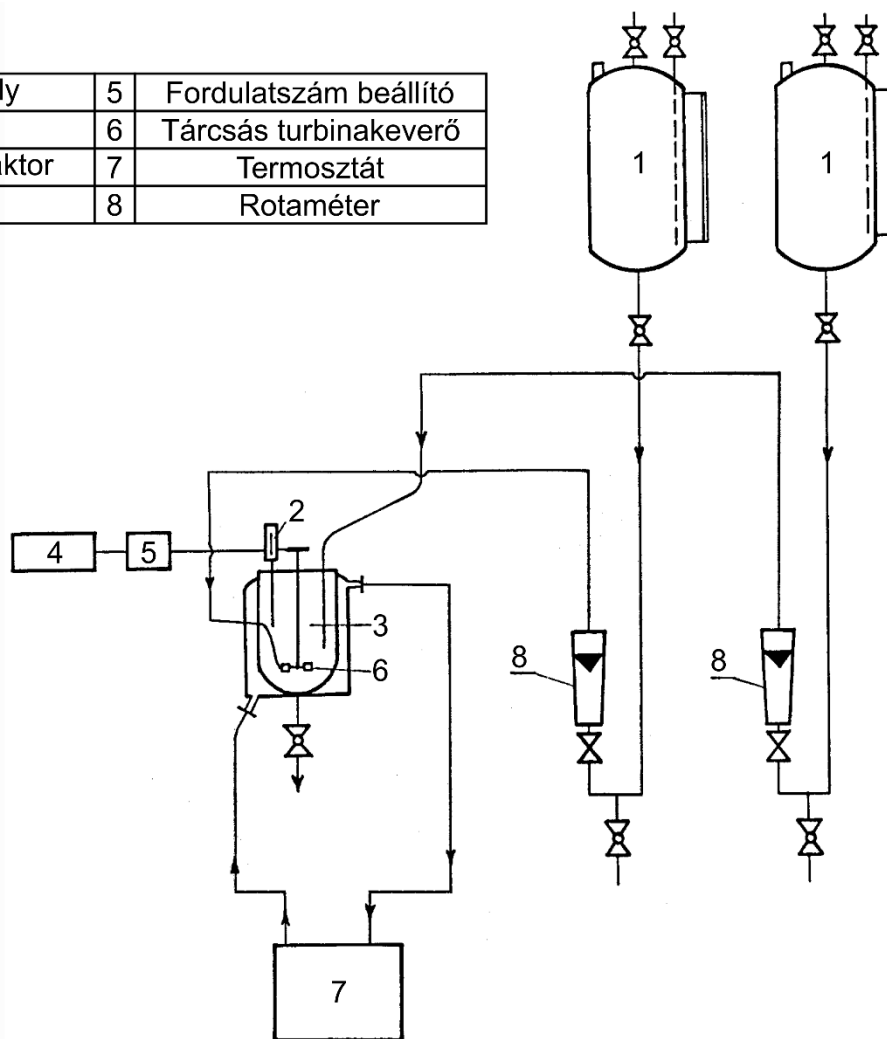 5 Fordulatszám beállító
6 Tárcsás turbinakeverő
7 Termosztát
8 Rotaméter
1 1
2
4 5
3
6
8 8
7